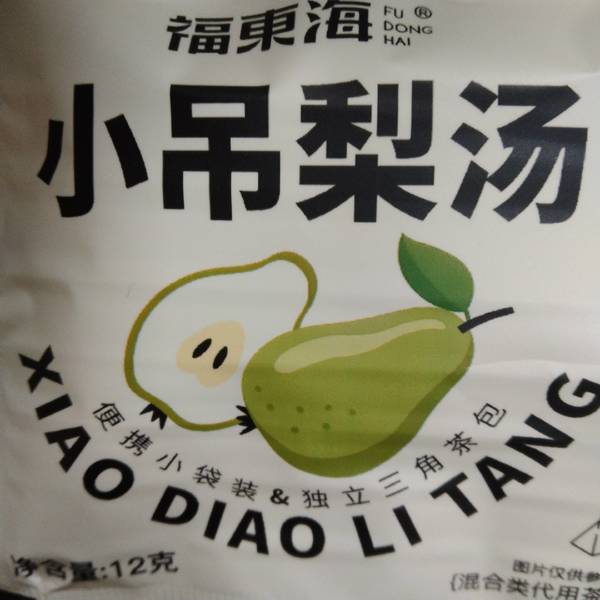 福東海 FU ®
DONG
HAI
小吊梨汤
便携小袋装&独立三角茶包
XIAO DIAO LI TANG
净含量:12克
图片仅供参
(混合类代用茶